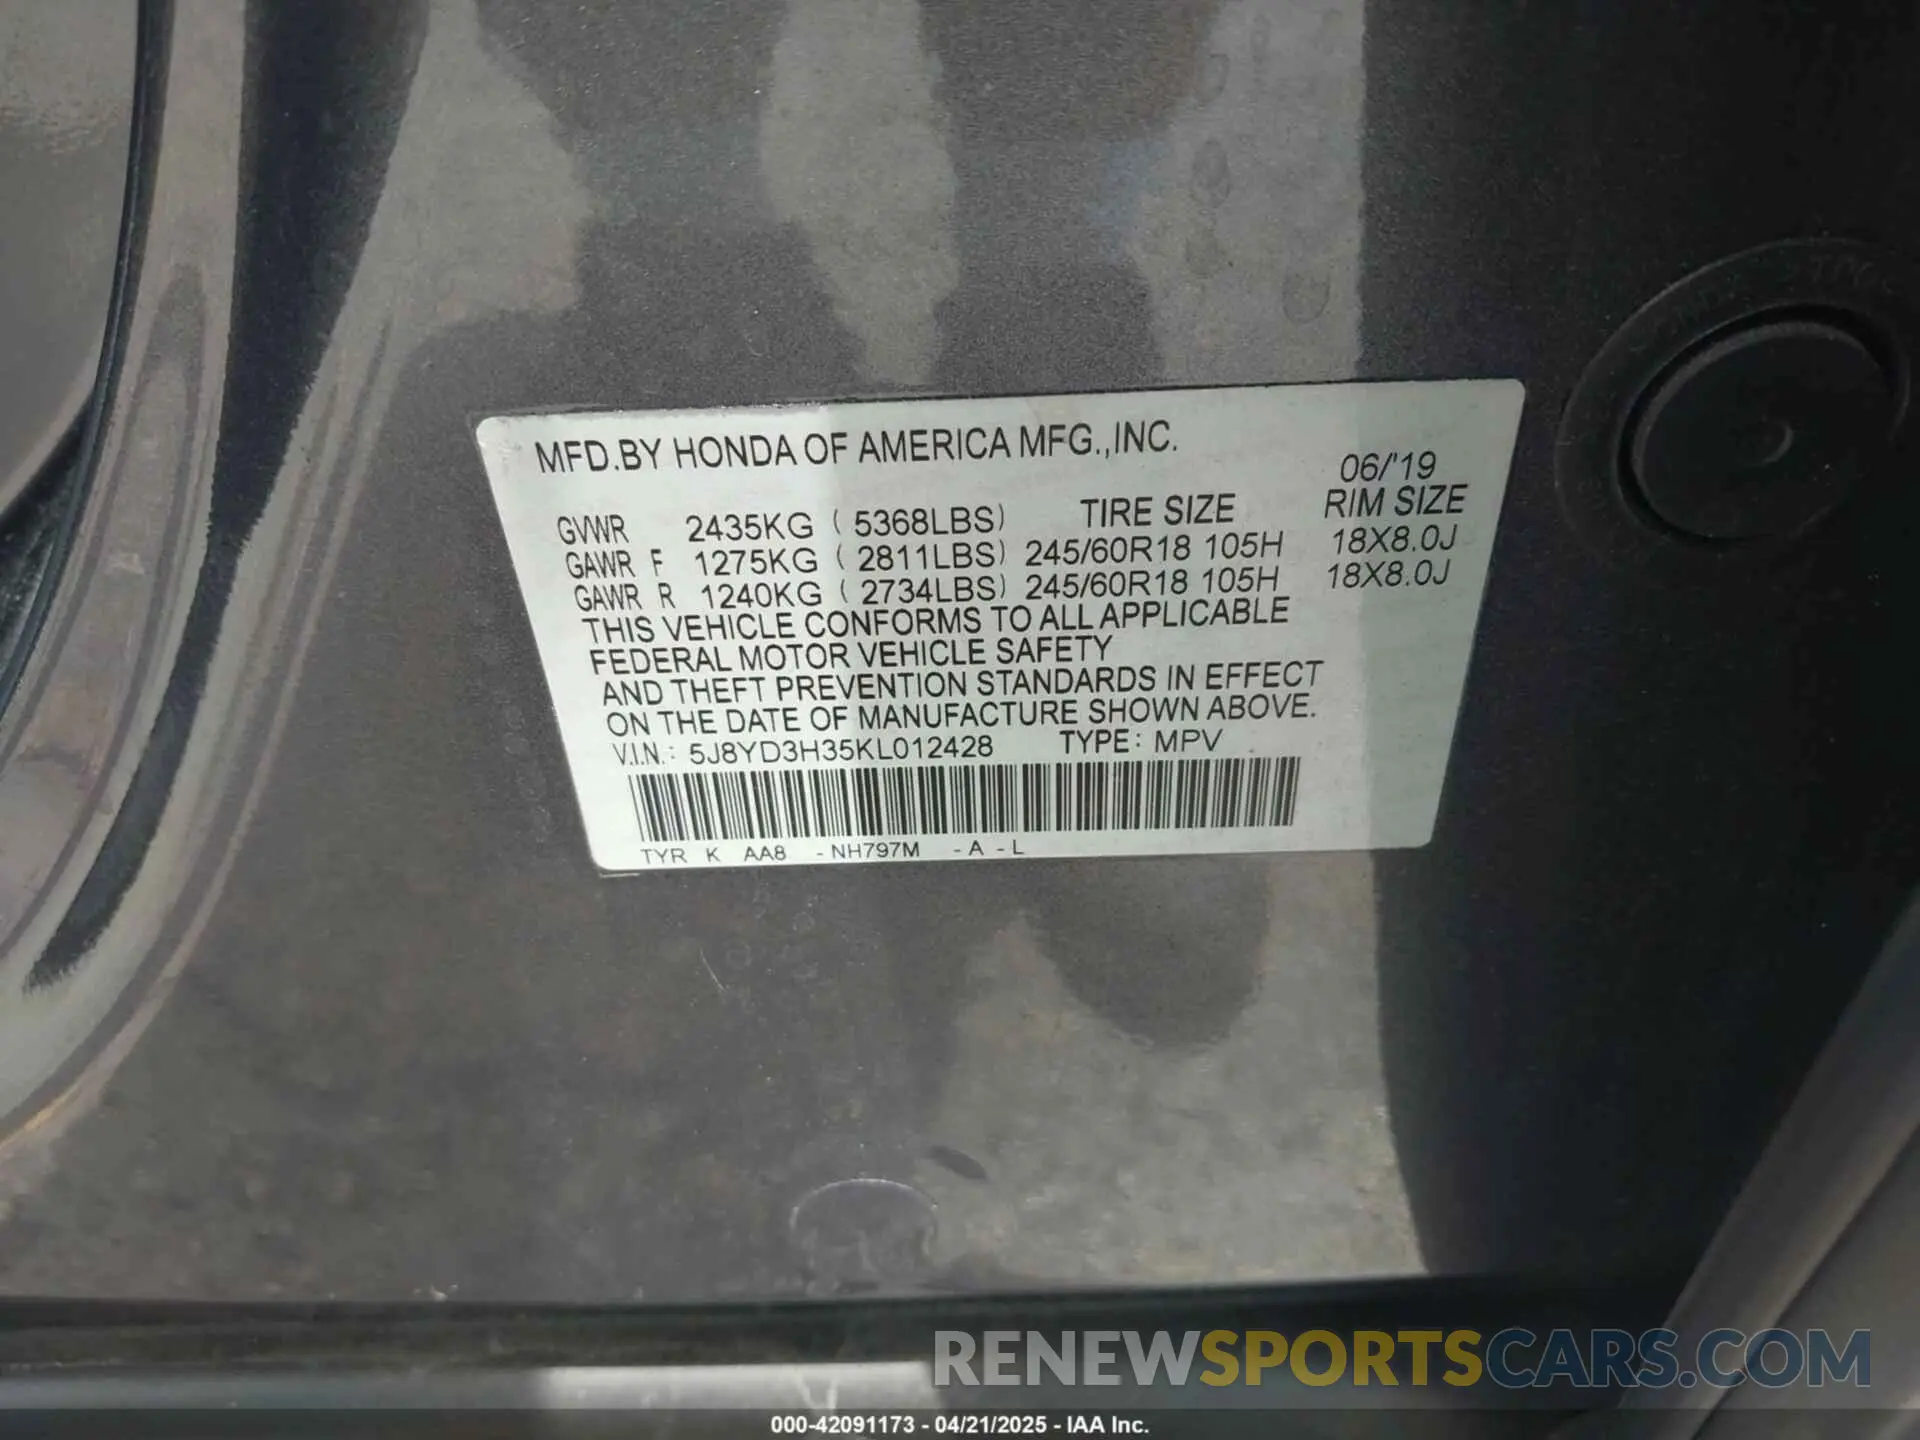 MFD.BY HONDA OF AMERICA MFG.,INC.
06/'19
GVWR 2435KG ( 5368LBS) TIRE SIZE RIM SIZE
GAWR F 1275KG ( 2811LBS) 245/60R18 105H 18X8.0J
GAWR R 1240KG ( 2734LBS) 245/60R18 105H 18X8.0J
THIS VEHICLE CONFORMS TO ALL APPLICABLE
FEDERAL MOTOR VEHICLE SAFETY
AND THEFT PREVENTION STANDARDS IN EFFECT
ON THE DATE OF MANUFACTURE SHOWN ABOVE.
V.I.N.: 5J8YD3H35KL012428 TYPE: MPV
TYR K AA8 -NH797M -A -L
RENEWSPORTSCARS.COM
000-42091173 - 04/21/2025 - IAA Inc.